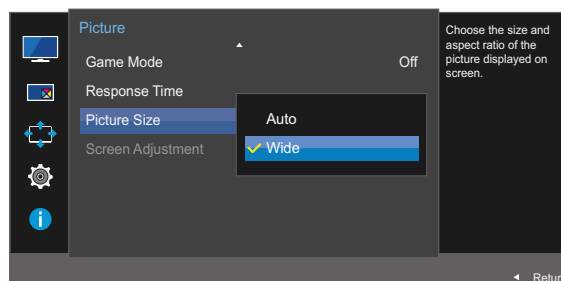 Picture
Game Mode Off
Response Time
Picture Size
Screen Adjustment
Auto
Wide
Choose the size and
aspect ratio of the
picture displayed on
screen.
Retur